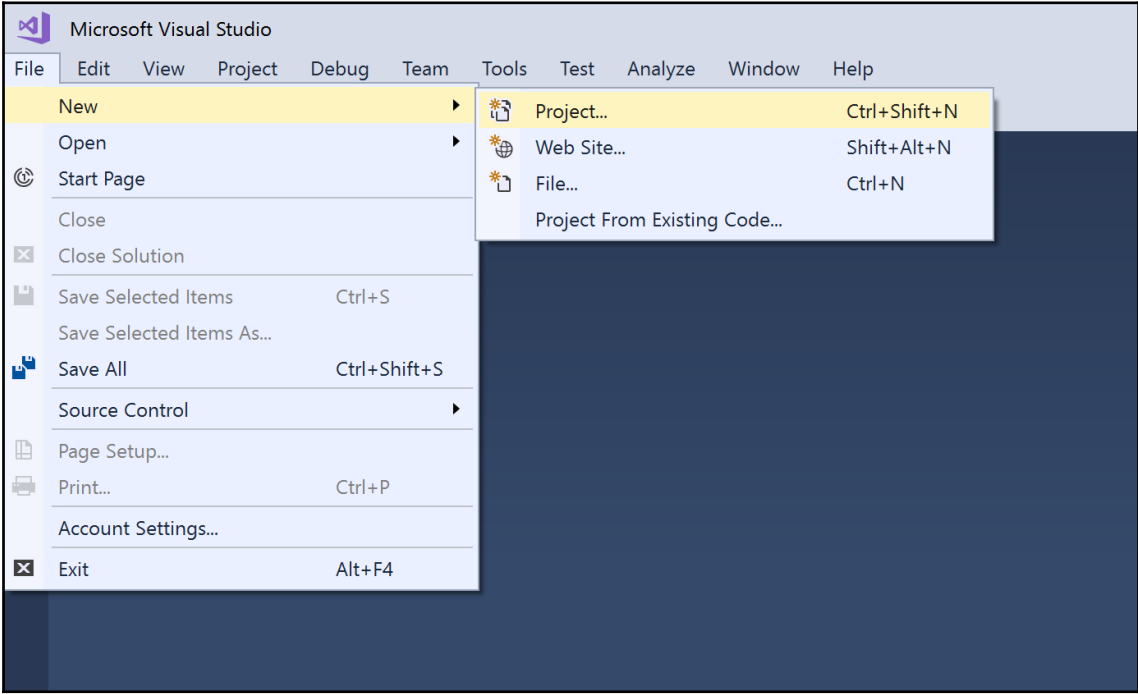 Microsoft Visual Studio
File Edit View Project Debug Team Tools Test Analyze Window Help
New
Open
Start Page
Close
Close Solution
Save Selected Items Ctrl+S
Save Selected Items As...
Save All Ctrl+Shift+S
Source Control
Page Setup...
Print... Ctrl+P
Account Settings...
Exit Alt+F4
Project... Ctrl+Shift+N
Web Site... Shift+Alt+N
File... Ctrl+N
Project From Existing Code...